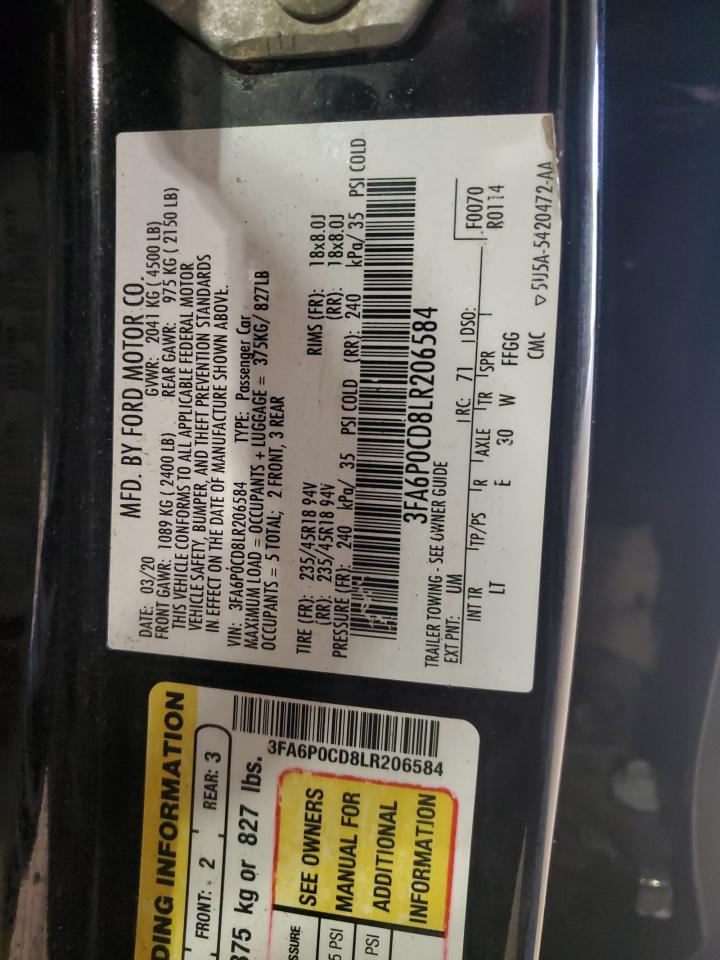 MFD. BY FORD MOTOR CO.
DATE: 03/20 GVWR: 2041 KG ( 4500 LB)
FRONT GAWR: 1089 KG ( 2400 LB) REAR GAWR: 975 KG ( 2150 LB)
THIS VEHICLE CONFORMS TO ALL APPLICABLE FEDERAL MOTOR
VEHICLE SAFETY, BUMPER, AND THEFT PREVENTION STANDARDS
IN EFFECT ON THE DATE OF MANUFACTURE SHOWN ABOVE.
VIN: 3FA6P0CD8LR206584 TYPE: Passenger Car
MAXIMUM LOAD = OCCUPANTS + LUGGAGE = 375KG/ 827LB
OCCUPANTS = 5 TOTAL; 2 FRONT, 3 REAR
TIRE (FR): 235/45R18 94V RIMS (FR): 18x8.0J
(RR): 235/45R18 94V (RR): 18x8.0J
PRESSURE (FR): 240 kPa/ 35 PSI COLD (RR): 240 kPa/ 35 PSI COLD
3FA6P0CD8LR206584
TRAILER TOWING - SEE OWNER GUIDE
F0070
EXT PNT: UM RC: 71 DSO: R0114
INT TR TP/PS R AXLE TR SPR
LT E 30 W FFGG
CMC ▽ 5U5A-5420472-AA
DING INFORMATION
FRONT: 2 REAR: 3
375 kg or 827 lbs.
3FA6P0CD8LR206584
SSURE
5 PSI
PSI
SEE OWNERS
MANUAL FOR
ADDITIONAL
INFORMATION